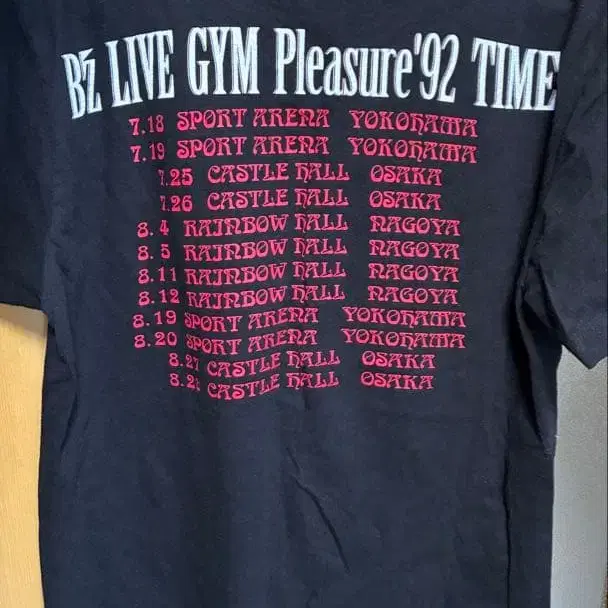 B'z LIVE GYM Pleasure'92 TIME
7.18 SPORT ARENA YOKOHAMA
7.19 SPORT ARENA YOKOHAMA
7.25 CASTLE HALL OSAKA
7.26 CASTLE HALL OSAKA
8.4 RAINBOW HALL NAGOYA
8.5 RAINBOW HALL NAGOYA
8.11 RAINBOW HALL NAGOYA
8.12 RAINBOW HALL NAGOYA
8.19 SPORT ARENA YOKOHAMA
8.20 SPORT ARENA YOKOHAMA
8.27 CASTLE HALL OSAKA
CASTLE HALL OSAKA